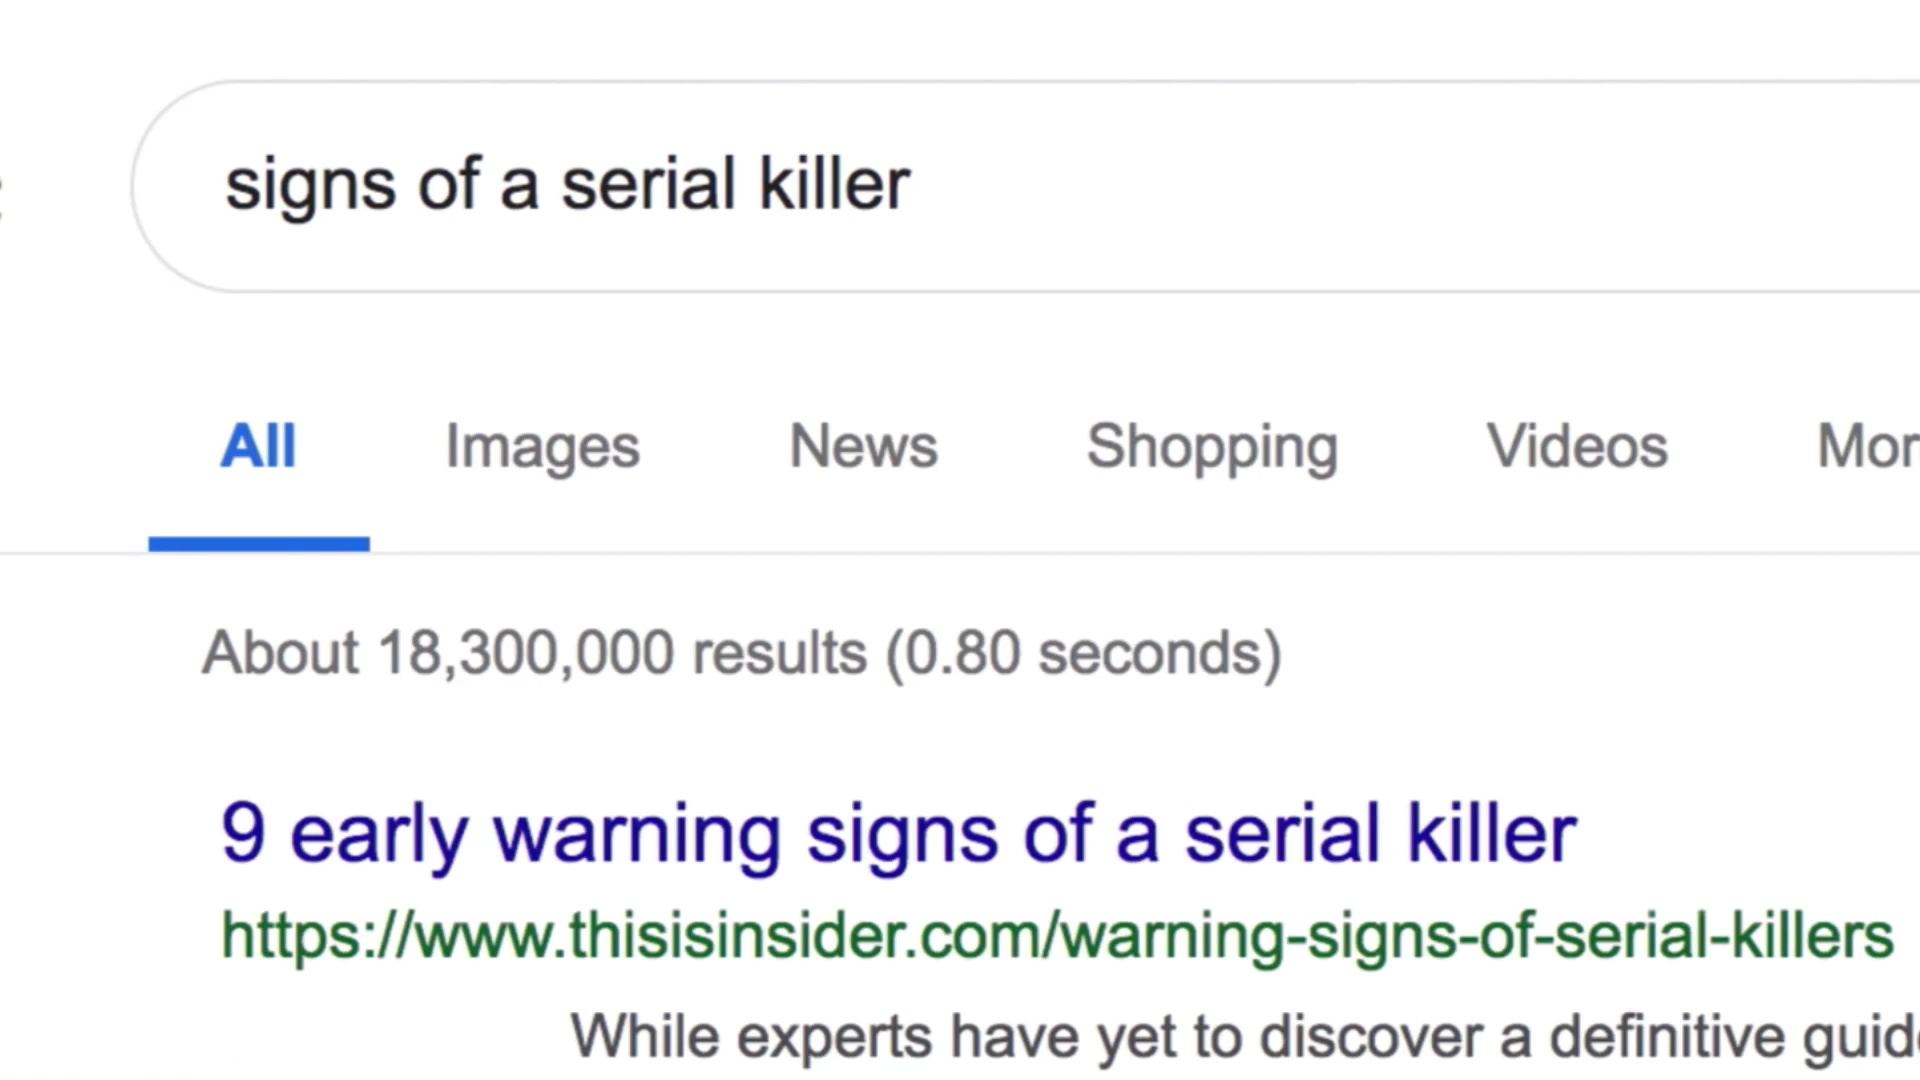 signs of a serial killer
All Images News Shopping Videos
About 18,300,000 results (0.80 seconds)
9 early warning signs of a serial killer
https://www.thisisinsider.com/warning-signs-of-serial-killers
While experts have yet to discover a definitive